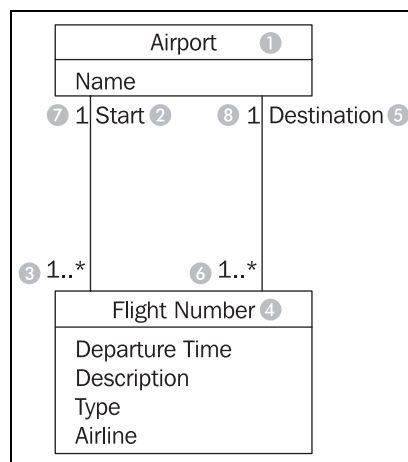 Airport 1
Name
7 1 Start 2 8 1 Destination 5
3 1..* 6 1..*
Flight Number 4
Departure Time
Description
Type
Airline